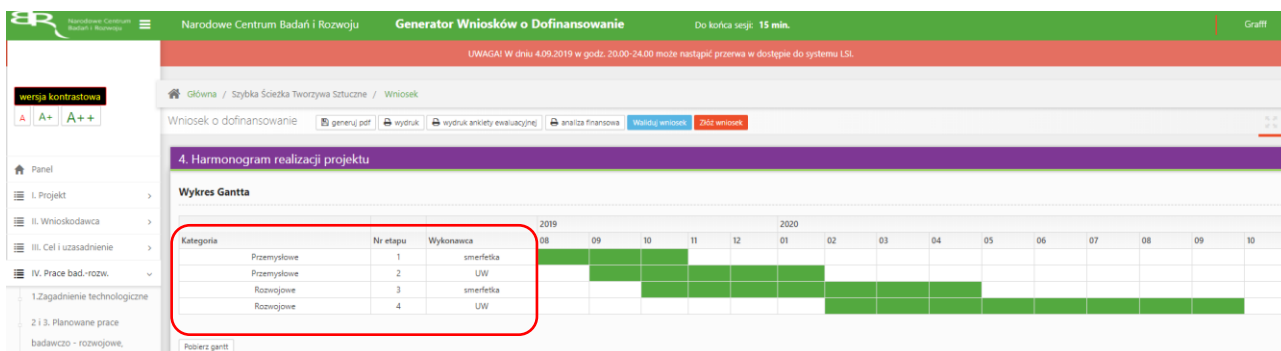 Narodowe Centrum
Badań i Rozwoju
Narodowe Centrum Badań i Rozwoju Generator Wniosków o Dofinansowanie Do końca sesji: 15 min. Grafff
UWAGA! W dniu 4.09.2019 w godz. 20.00-24.00 może nastąpić przerwa w dostępie do systemu LSI.
wersja kontrastowa
A A+ A++
Główna / Szybka Ścieżka Tworzywa Sztuczne / Wniosek
Wniosek o dofinansowanie generuj pdf wydruk wydruk ankiety ewaluacyjnej analiza finansowa Waliduj wniosek Złóż wniosek
Panel
I. Projekt
II. Wnioskodawca
III. Cel i uzasadnienie
IV. Prace bad.-rozw.
1.Zagadnienie technologiczne
2 i 3. Planowane prace
badawczo - rozwojowe,
4. Harmonogram realizacji projektu
Wykres Gantta
2019 2020
Kategoria Nr etapu Wykonawca 08 09 10 11 12 01 02 03 04 05 06 07 08 09 10
Przemysłowe 1 smerfetka
Przemysłowe 2 UW
Rozwojowe 3 smerfetka
Rozwojowe 4 UW
Pobierz gantt